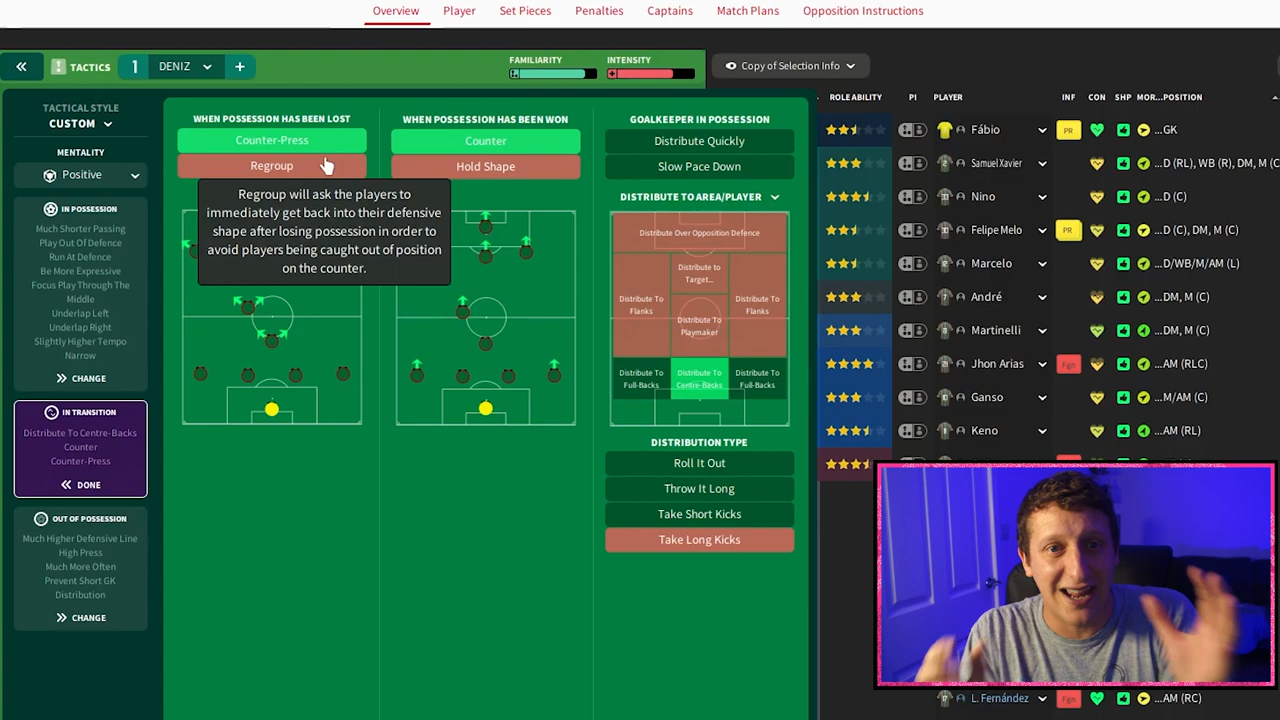 Overview Player Set Pieces Penalties Captains Match Plans Opposition Instructions
TACTICS 1 DENIZ + FAMILIARITY INTENSITY Copy of Selection Info
TACTICAL STYLE
CUSTOM
MENTALITY
Positive
IN POSSESSION
Much Shorter Passing
Play Out Of Defence
Run At Defence
Be More Expressive
Focus Play Through The
Middle
Underlap Left
Underlap Right
Slightly Higher Tempo
Narrow
CHANGE
IN TRANSITION
Distribute To Centre-Backs
Counter
Counter-Press
DONE
OUT OF POSSESSION
Much Higher Defensive Line
High Press
Much More Often
Prevent Short GK
Distribution
CHANGE
WHEN POSSESSION HAS BEEN LOST
Counter-Press
Regroup
Regroup will ask the players to
immediately get back into their defensive
shape after losing possession in order to
avoid players being caught out of position
on the counter.
WHEN POSSESSION HAS BEEN WON
Counter
Hold Shape
GOALKEEPER IN POSSESSION
Distribute Quickly
Slow Pace Down
DISTRIBUTE TO AREA/PLAYER
Distribute Over Opposition Defence
Distribute to
Target...
Distribute To
Flanks
Distribute To
Playmaker
Distribute To
Flanks
Distribute To
Full-Backs
Distribute To
Centre-Backs
Distribute To
Full-Backs
DISTRIBUTION TYPE
Roll It Out
Throw It Long
Take Short Kicks
Take Long Kicks
ROLE ABILITY PI PLAYER INF CON SHP MOR... POSITION
Fábio PR ...GK
Samuel Xavier ...D (RL), WB (R), DM, M (C)
Nino ...D (C)
Felipe Melo PR ...D (C), DM, M (C)
Marcelo ...D/WB/M/AM (L)
André ...DM, M (C)
Martinelli ...DM, M (C)
Jhon Arias Fgn ...AM (RLC)
Ganso ...M/AM (C)
Keno ...AM (RL)
L. Fernández Fgn ...AM (RC)